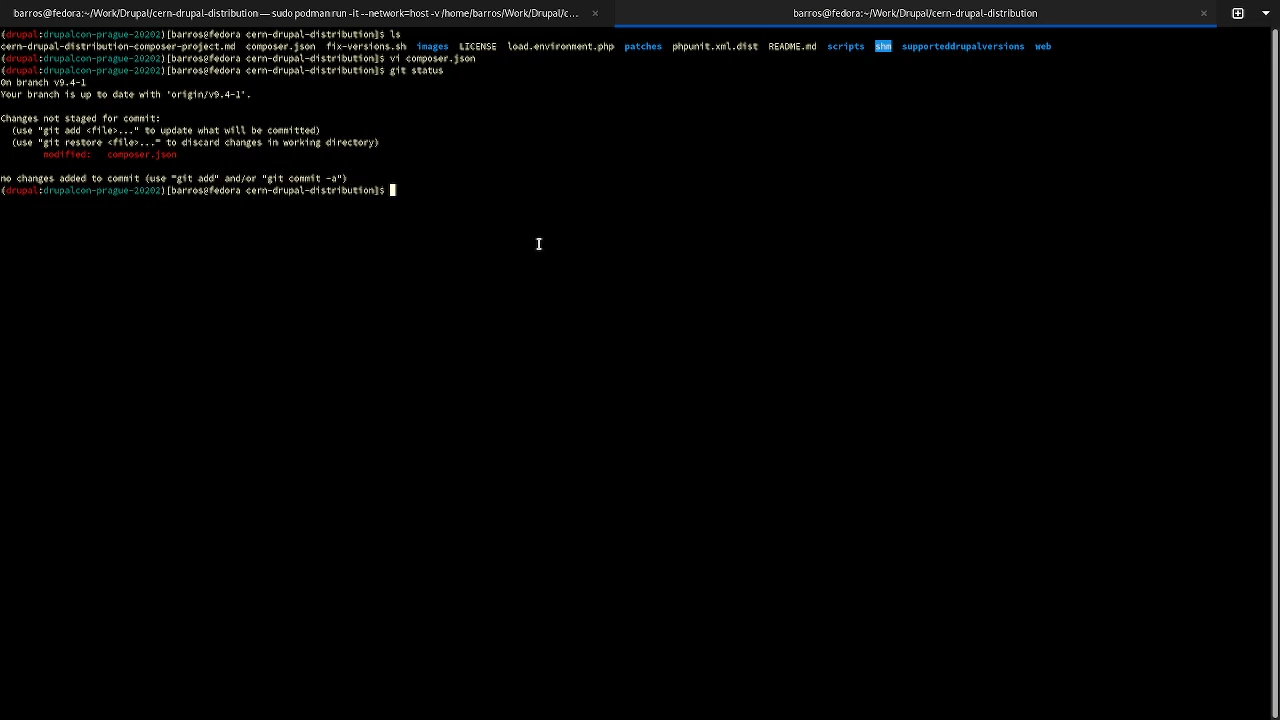 barros@fedora:~/Work/Drupal/cern-drupal-distribution — sudo podman run -it --network=host -v /home/barros/Work/Drupal/c... ×
barros@fedora:~/Work/Drupal/cern-drupal-distribution ×
(drupal:drupalcon-prague-20202)[barros@fedora cern-drupal-distribution]$ ls
cern-drupal-distribution-composer-project.md composer.json fix-versions.sh images LICENSE load.environment.php patches phpunit.xml.dist README.md scripts shm supporteddrupalversions web
(drupal:drupalcon-prague-20202)[barros@fedora cern-drupal-distribution]$ vi composer.json
(drupal:drupalcon-prague-20202)[barros@fedora cern-drupal-distribution]$ git status
On branch v9.4-1
Your branch is up to date with 'origin/v9.4-1'.
Changes not staged for commit:
(use "git add <file>..." to update what will be committed)
(use "git restore <file>..." to discard changes in working directory)
modified: composer.json
no changes added to commit (use "git add" and/or "git commit -a")
(drupal:drupalcon-prague-20202)[barros@fedora cern-drupal-distribution]$